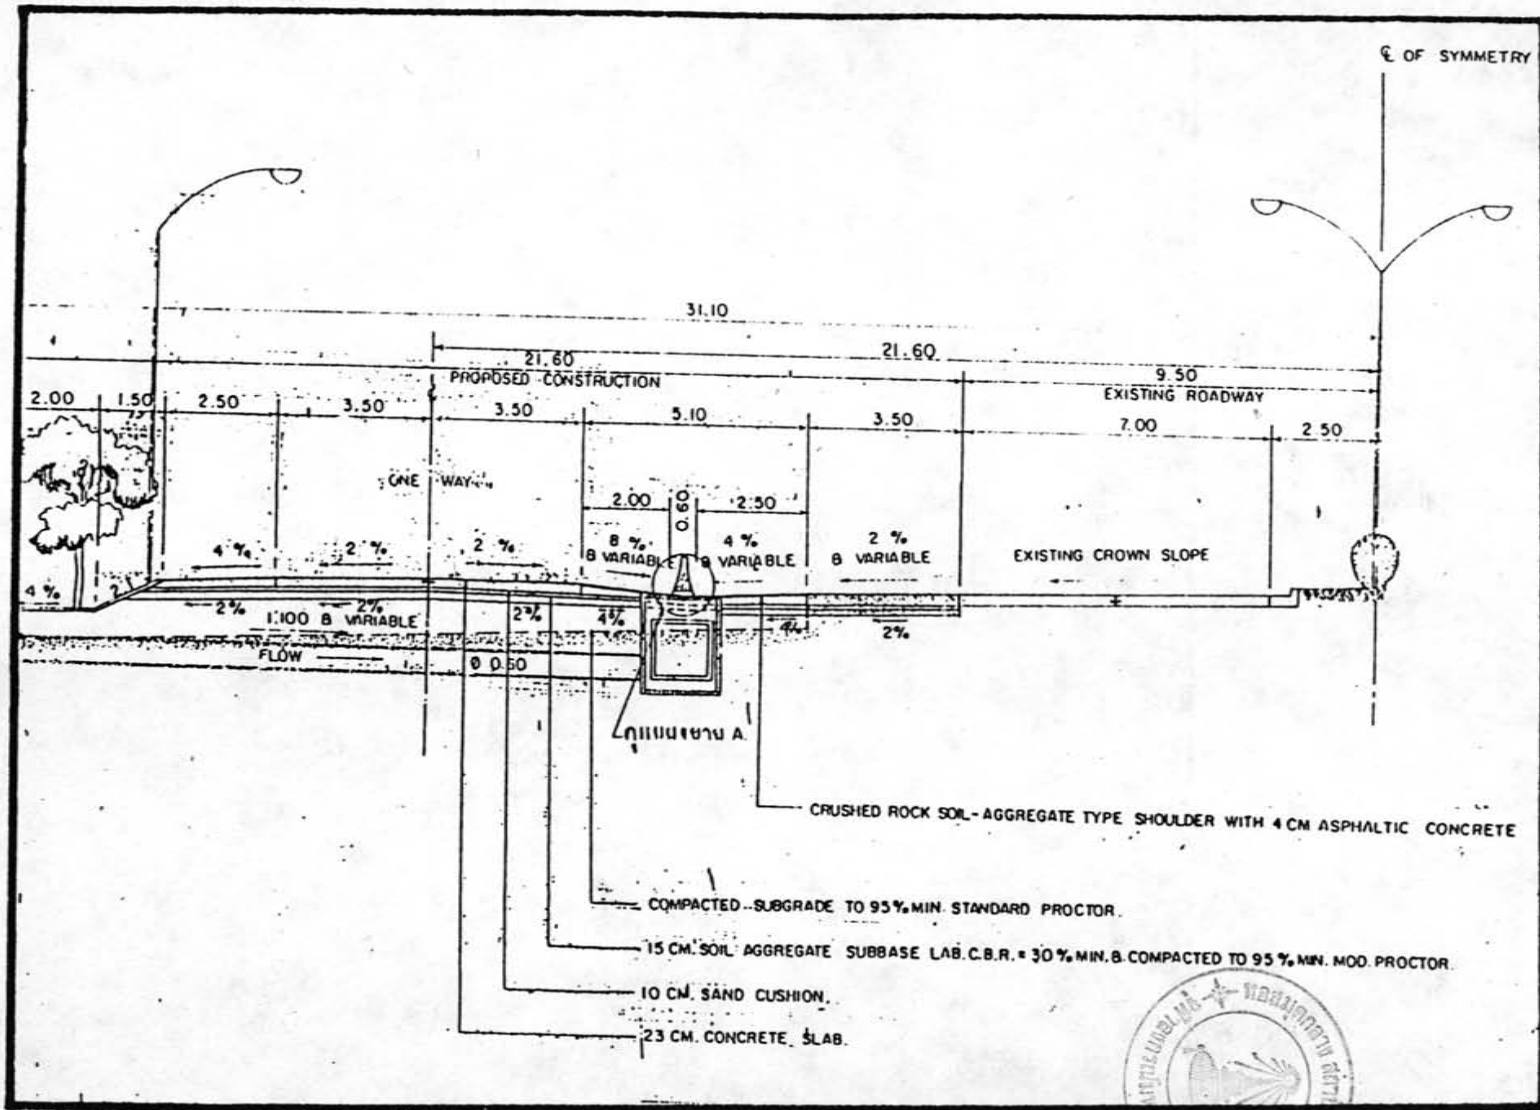 ℄ OF SYMMETRY
31.10
21.60
21.60
PROPOSED CONSTRUCTION
9.50
EXISTING ROADWAY
2.00
1.50
2.50
3.50
3.50
5.10
3.50
7.00
2.50
ONE WAY
2.00
0.60
2.50
4 %
4 %
2 %
2 %
8 %
& VARIABLE
4 %
& VARIABLE
2 %
& VARIABLE
EXISTING CROWN SLOPE
2%
2%
1:100 & VARIABLE
2%
4%
4%
2%
FLOW
Ø 0.60
A.
CRUSHED ROCK SOIL-AGGREGATE TYPE SHOULDER WITH 4 CM ASPHALTIC CONCRETE
COMPACTED SUBGRADE TO 95% MIN. STANDARD PROCTOR.
15 CM. SOIL AGGREGATE SUBBASE LAB. C.B.R. = 30% MIN. & COMPACTED TO 95% MIN. MOD. PROCTOR.
10 CM. SAND CUSHION.
23 CM. CONCRETE SLAB.